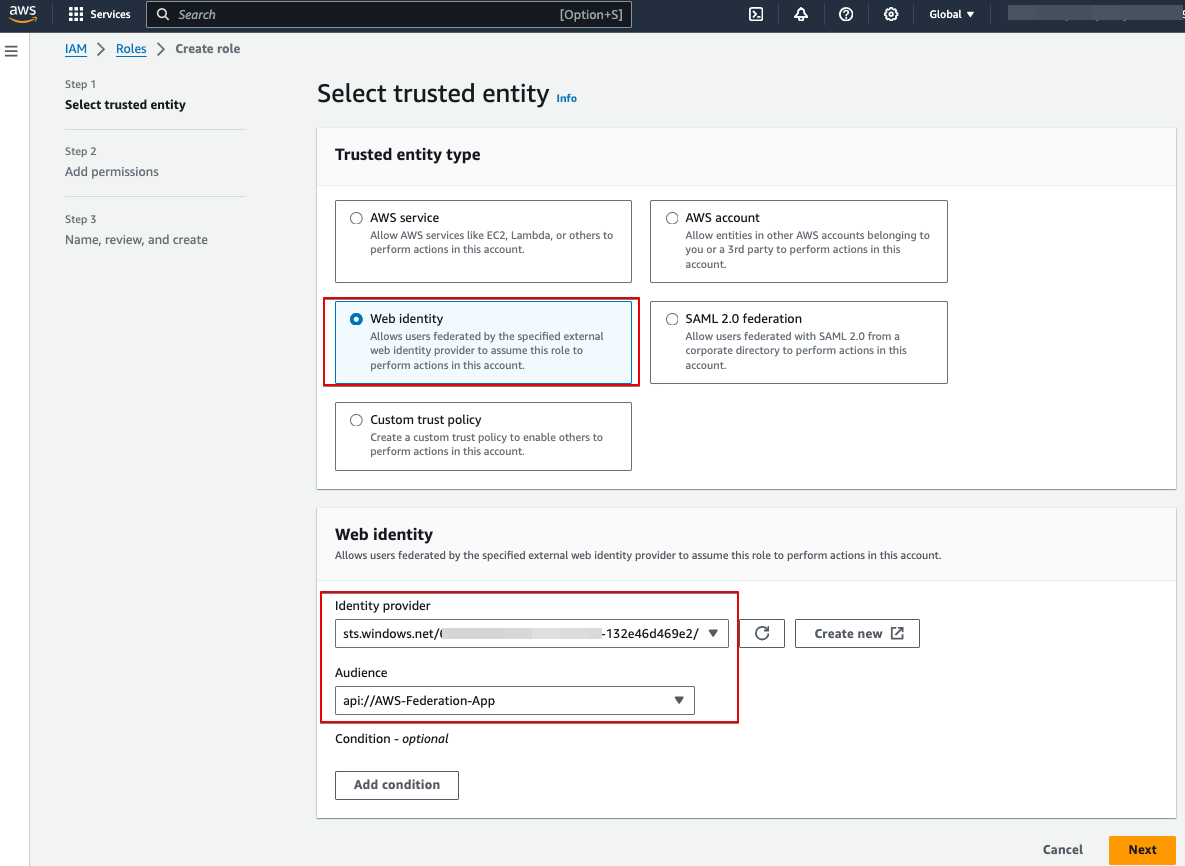 aws
Services
Search
[Option+S]
Global
IAM
Roles
Create role
Step 1
Select trusted entity
Step 2
Add permissions
Step 3
Name, review, and create
Select trusted entity
Info
Trusted entity type
AWS service
Allow AWS services like EC2, Lambda, or others to
perform actions in this account.
AWS account
Allow entities in other AWS accounts belonging to
you or a 3rd party to perform actions in this
account.
Web identity
Allows users federated by the specified external
web identity provider to assume this role to
perform actions in this account.
SAML 2.0 federation
Allow users federated with SAML 2.0 from a
corporate directory to perform actions in this
account.
Custom trust policy
Create a custom trust policy to enable others to
perform actions in this account.
Web identity
Allows users federated by the specified external web identity provider to assume this role to perform actions in this account.
Identity provider
sts.windows.net/ -132e46d469e2/
Create new
Audience
api://AWS-Federation-App
Condition - optional
Add condition
Cancel
Next